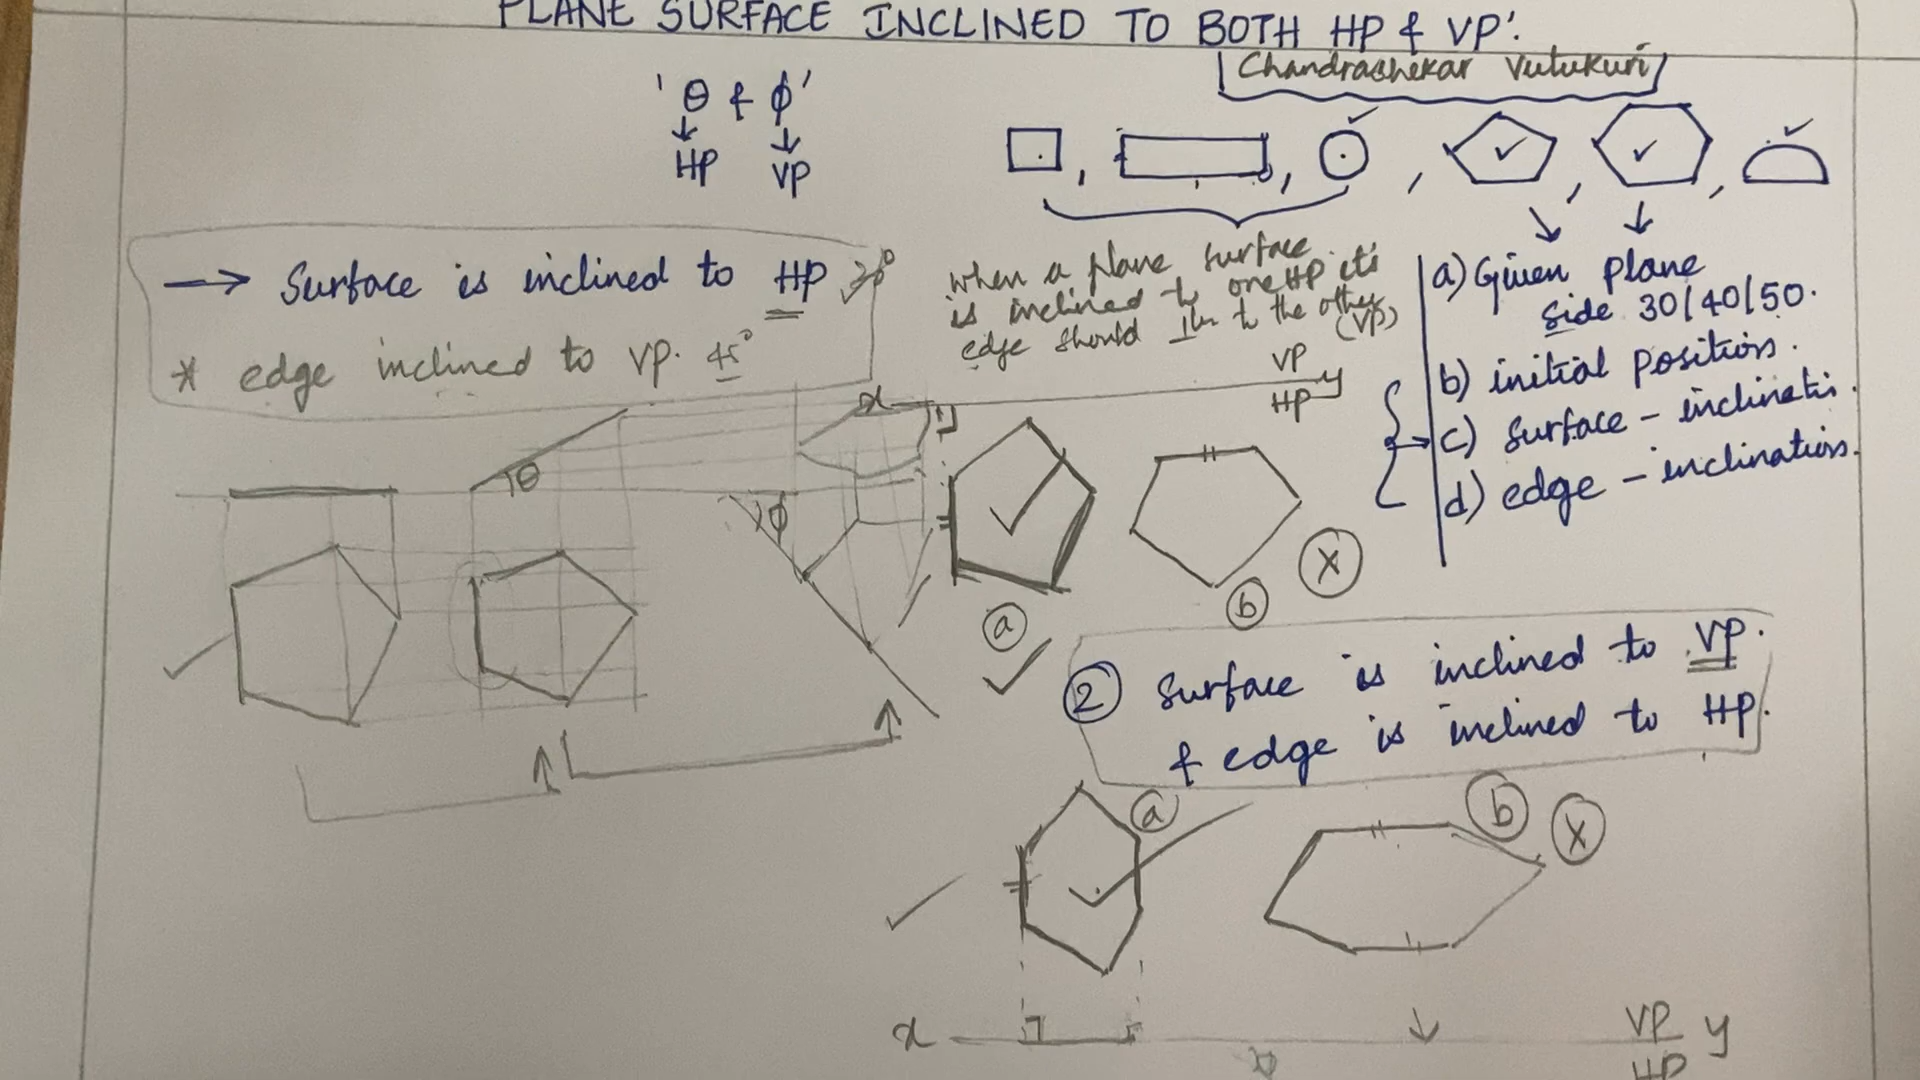 PLANE SURFACE INCLINED TO BOTH HP & VP'.
Chandrashekar Vutukuri
'θ & φ'
HP VP
→ Surface is inclined to HP 30°
* edge inclined to VP. 45°
when a plane surface
is inclined to one HP its
edge should ⊥lr to the other
(VP)
a) Given plane
side 30/40/50.
b) initial position.
c) surface - inclinatin.
d) edge - inclination.
x
VP
HP
y
θ
φ
a
b
X
2 Surface is inclined to VP.
& edge is inclined to HP.
a
b
X
x
VP
HP
y